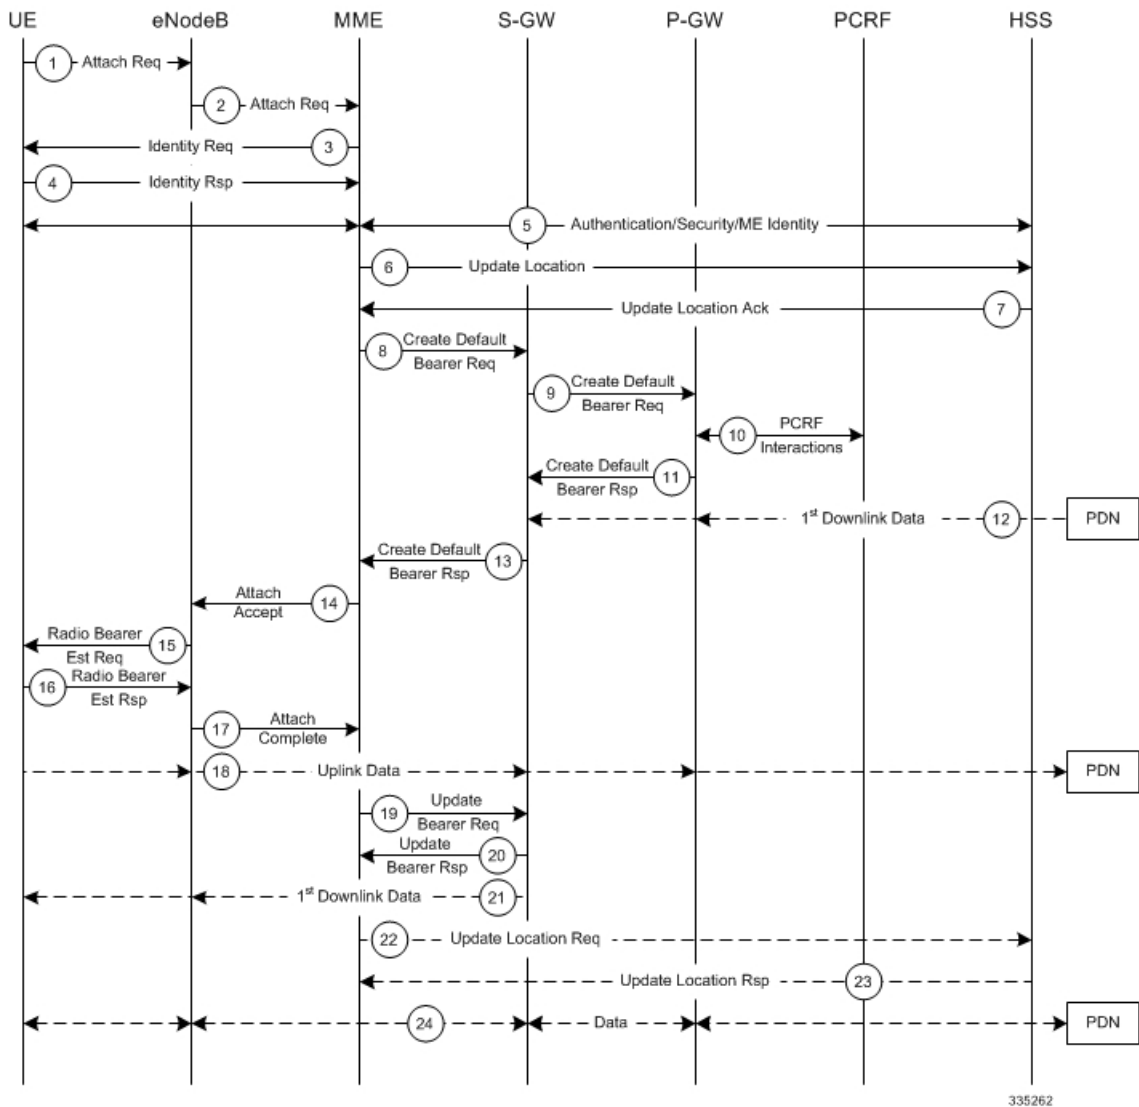 UE eNodeB MME S-GW P-GW PCRF HSS
1 Attach Req
2 Attach Req
Identity Req 3
4 Identity Rsp
5 Authentication/Security/ME Identity
6 Update Location
Update Location Ack 7
8 Create Default
Bearer Req
9 Create Default
Bearer Req
10 PCRF
Interactions
Create Default 11
Bearer Rsp
1st Downlink Data 12 PDN
Create Default 13
Bearer Rsp
Attach 14
Accept
Radio Bearer 15
Est Req
16 Radio Bearer
Est Rsp
17 Attach
Complete
18 Uplink Data PDN
19 Update
Bearer Req
Update 20
Bearer Rsp
1st Downlink Data 21
22 Update Location Req
Update Location Rsp 23
24 Data PDN
335262